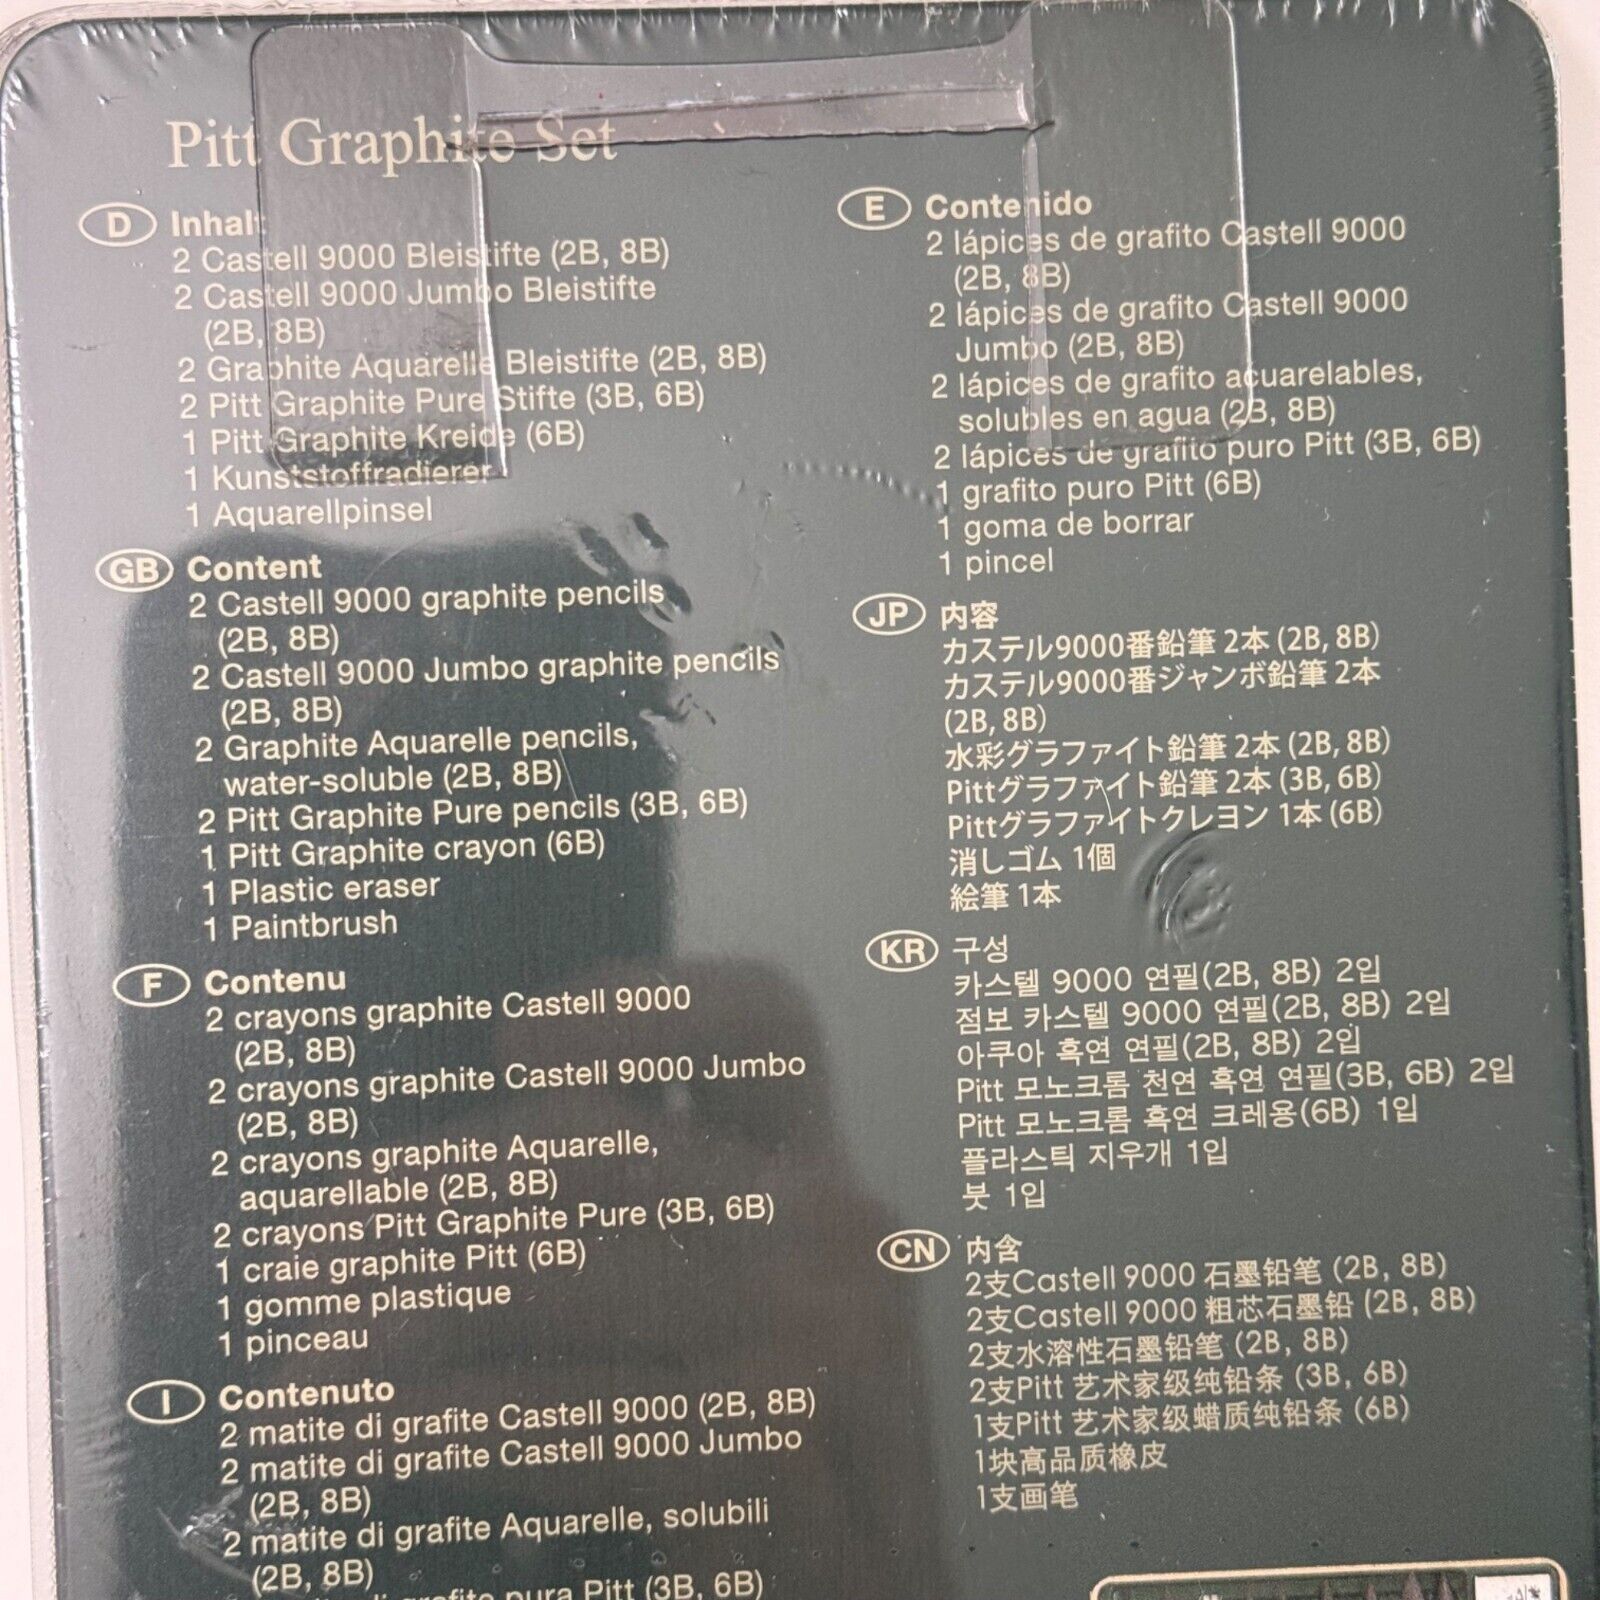 Pitt Graphite Set
D Inhalt
2 Castell 9000 Bleistifte (2B, 8B)
2 Castell 9000 Jumbo Bleistifte
(2B, 8B)
2 Graphite Aquarelle Bleistifte (2B, 8B)
2 Pitt Graphite Pure Stifte (3B, 6B)
1 Pitt Graphite Kreide (6B)
1 Kunststoffradierer
1 Aquarellpinsel
GB Content
2 Castell 9000 graphite pencils
(2B, 8B)
2 Castell 9000 Jumbo graphite pencils
(2B, 8B)
2 Graphite Aquarelle pencils,
water-soluble (2B, 8B)
2 Pitt Graphite Pure pencils (3B, 6B)
1 Pitt Graphite crayon (6B)
1 Plastic eraser
1 Paintbrush
F Contenu
2 crayons graphite Castell 9000
(2B, 8B)
2 crayons graphite Castell 9000 Jumbo
(2B, 8B)
2 crayons graphite Aquarelle,
aquarellable (2B, 8B)
2 crayons Pitt Graphite Pure (3B, 6B)
1 craie graphite Pitt (6B)
1 gomme plastique
1 pinceau
I Contenuto
2 matite di grafite Castell 9000 (2B, 8B)
2 matite di grafite Castell 9000 Jumbo
(2B, 8B)
2 matite di grafite Aquarelle, solubili
(2B, 8B)
di grafite pura Pitt (3B, 6B)
E Contenido
2 lápices de grafito Castell 9000
(2B, 8B)
2 lápices de grafito Castell 9000
Jumbo (2B, 8B)
2 lápices de grafito acuarelables,
solubles en agua (2B, 8B)
2 lápices de grafito puro Pitt (3B, 6B)
1 grafito puro Pitt (6B)
1 goma de borrar
1 pincel
JP 内容
カステル9000番鉛筆 2本 (2B, 8B)
カステル9000番ジャンボ鉛筆 2本
(2B, 8B)
水彩グラファイト鉛筆 2本 (2B, 8B)
Pittグラファイト鉛筆 2本 (3B, 6B)
Pittグラファイトクレヨン 1本 (6B)
消しゴム 1個
絵筆 1本
KR 구성
카스텔 9000 연필(2B, 8B) 2입
점보 카스텔 9000 연필(2B, 8B) 2입
아쿠아 흑연 연필(2B, 8B) 2입
Pitt 모노크롬 천연 흑연 연필(3B, 6B) 2입
Pitt 모노크롬 흑연 크레용(6B) 1입
플라스틱 지우개 1입
붓 1입
CN 内含
2支Castell 9000 石墨铅笔 (2B, 8B)
2支Castell 9000 粗芯石墨铅 (2B, 8B)
2支水溶性石墨铅笔 (2B, 8B)
2支Pitt 艺术家级纯铅条 (3B, 6B)
1支Pitt 艺术家级蜡质纯铅条 (6B)
1块高品质橡皮
1支画笔